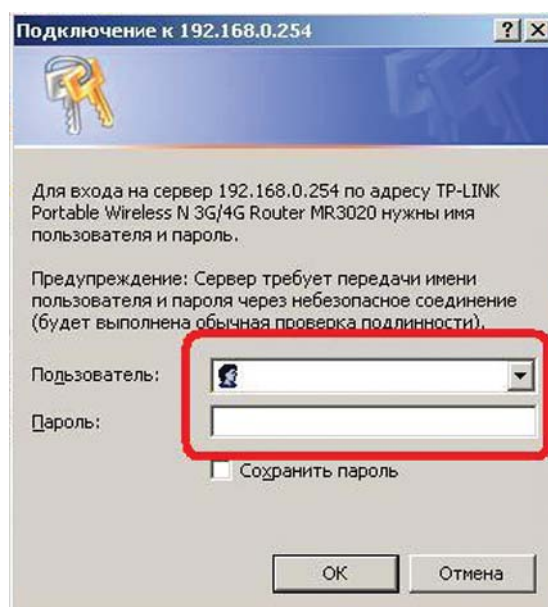 Подключение к 192.168.0.254
Для входа на сервер 192.168.0.254 по адресу TP-LINK
Portable Wireless N 3G/4G Router MR3020 нужны имя
пользователя и пароль.
Предупреждение: Сервер требует передачи имени
пользователя и пароля через небезопасное соединение
(будет выполнена обычная проверка подлинности).
Пользователь:
Пароль:
Сохранить пароль
ОК
Отмена